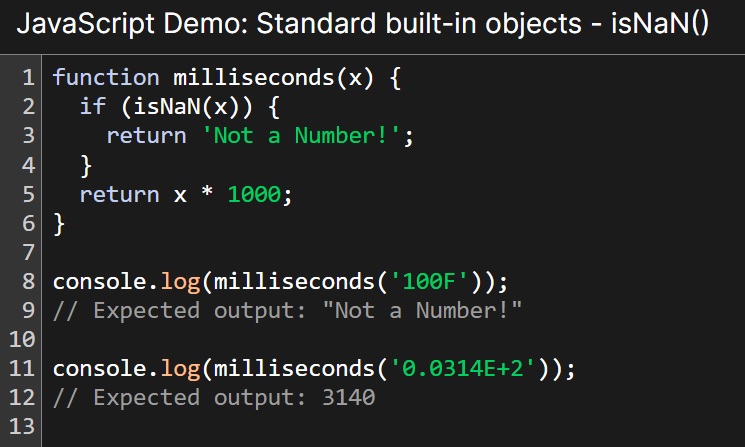 JavaScript Demo: Standard built-in objects - isNaN()
1 function milliseconds(x) {
2   if (isNaN(x)) {
3     return 'Not a Number!';
4   }
5   return x * 1000;
6 }
7
8 console.log(milliseconds('100F'));
9 // Expected output: "Not a Number!"
10
11 console.log(milliseconds('0.0314E+2'));
12 // Expected output: 3140
13